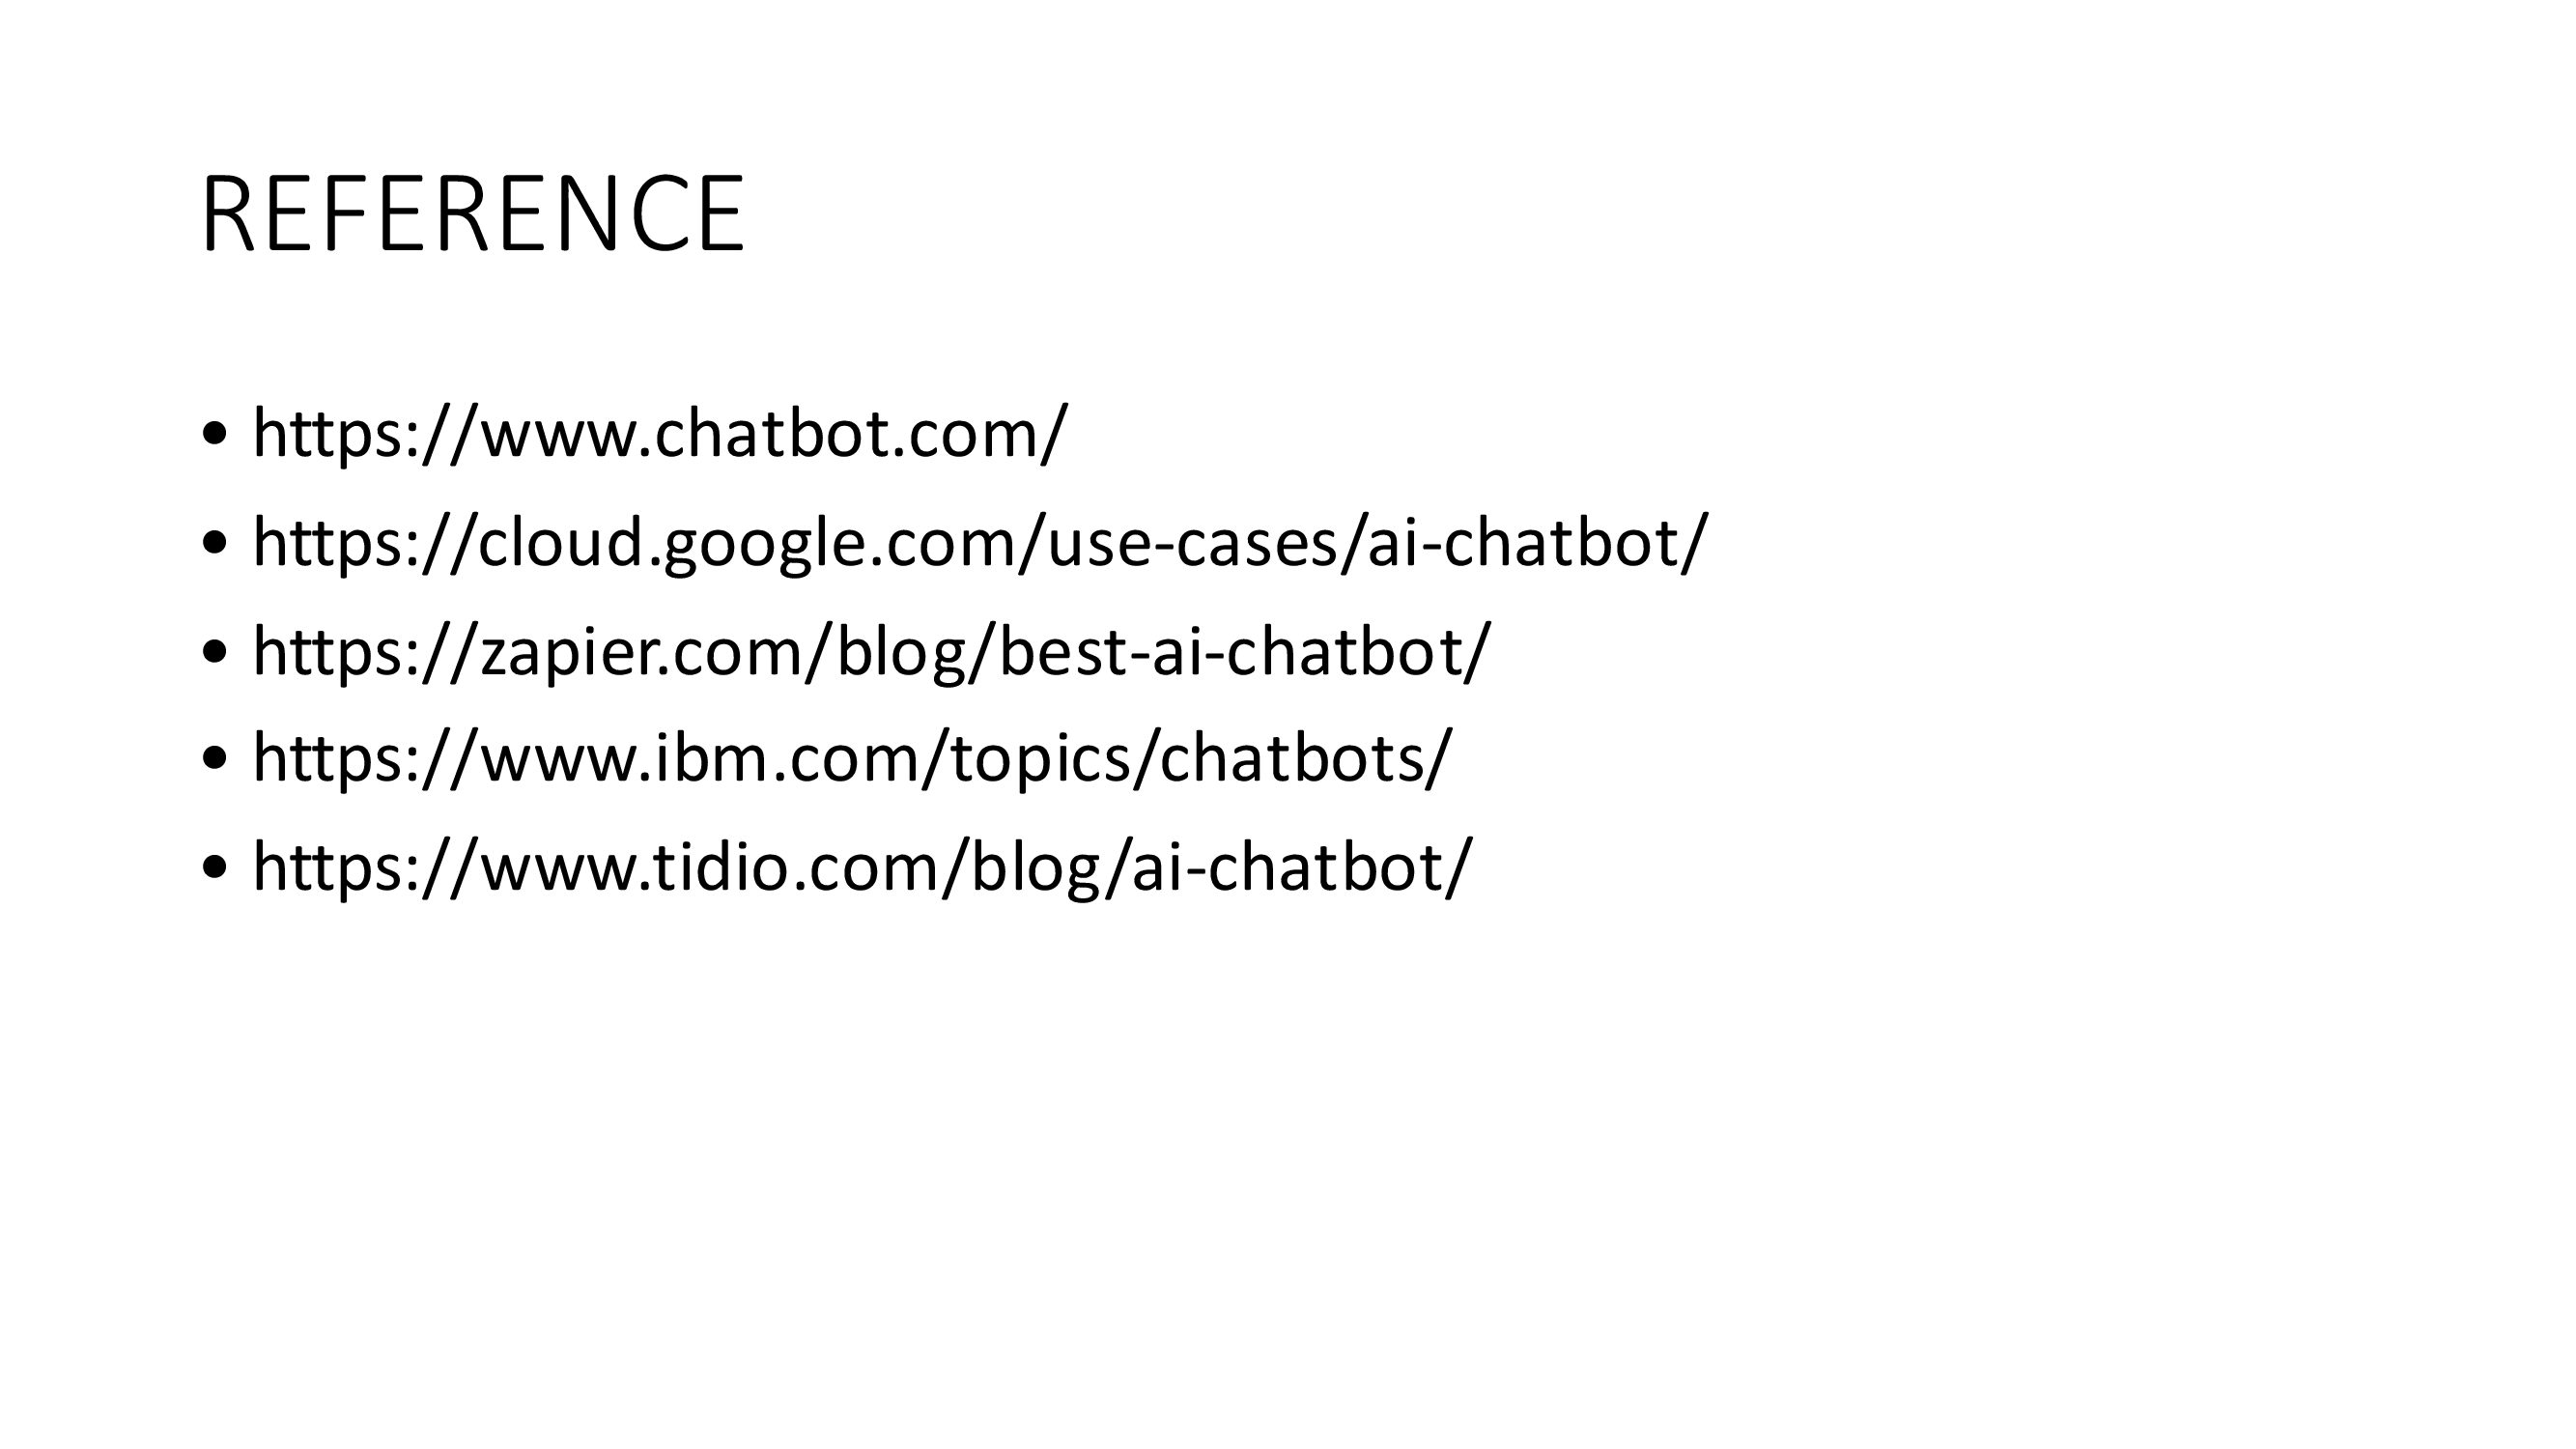 REFERENCE
• https://www.chatbot.com/
• https://cloud.google.com/use-cases/ai-chatbot/
• https://zapier.com/blog/best-ai-chatbot/
• https://www.ibm.com/topics/chatbots/
• https://www.tidio.com/blog/ai-chatbot/